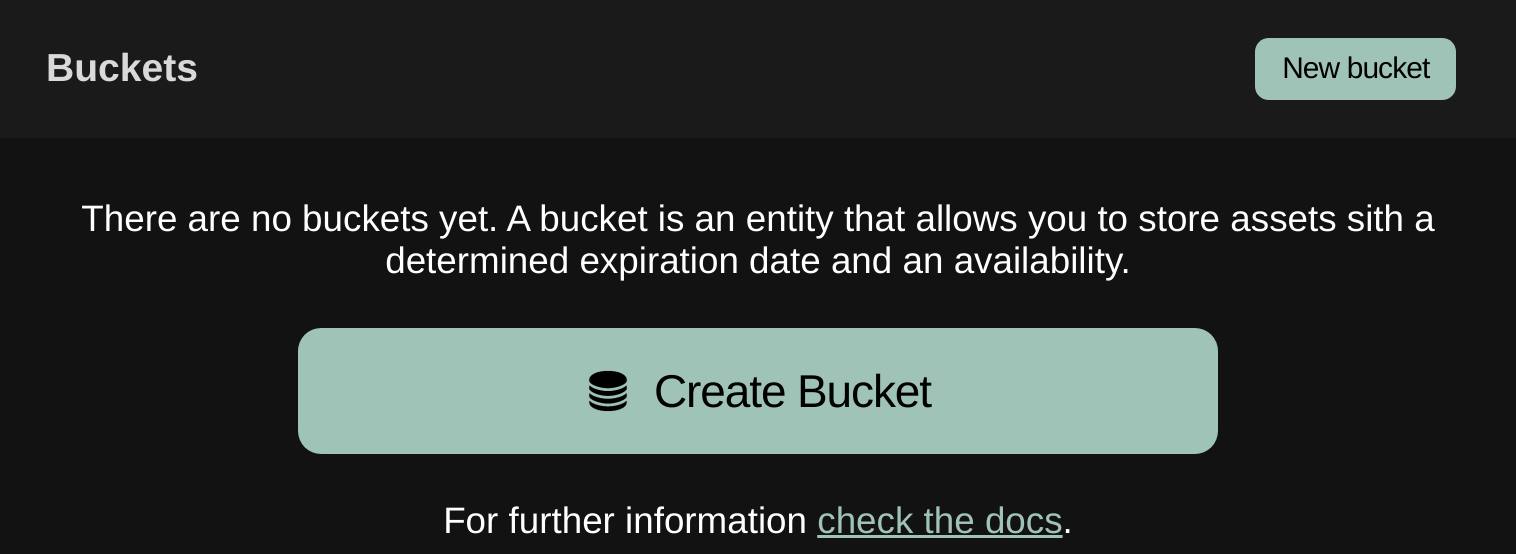 Buckets
New bucket
There are no buckets yet. A bucket is an entity that allows you to store assets sith a
determined expiration date and an availability.
Create Bucket
For further information check the docs.